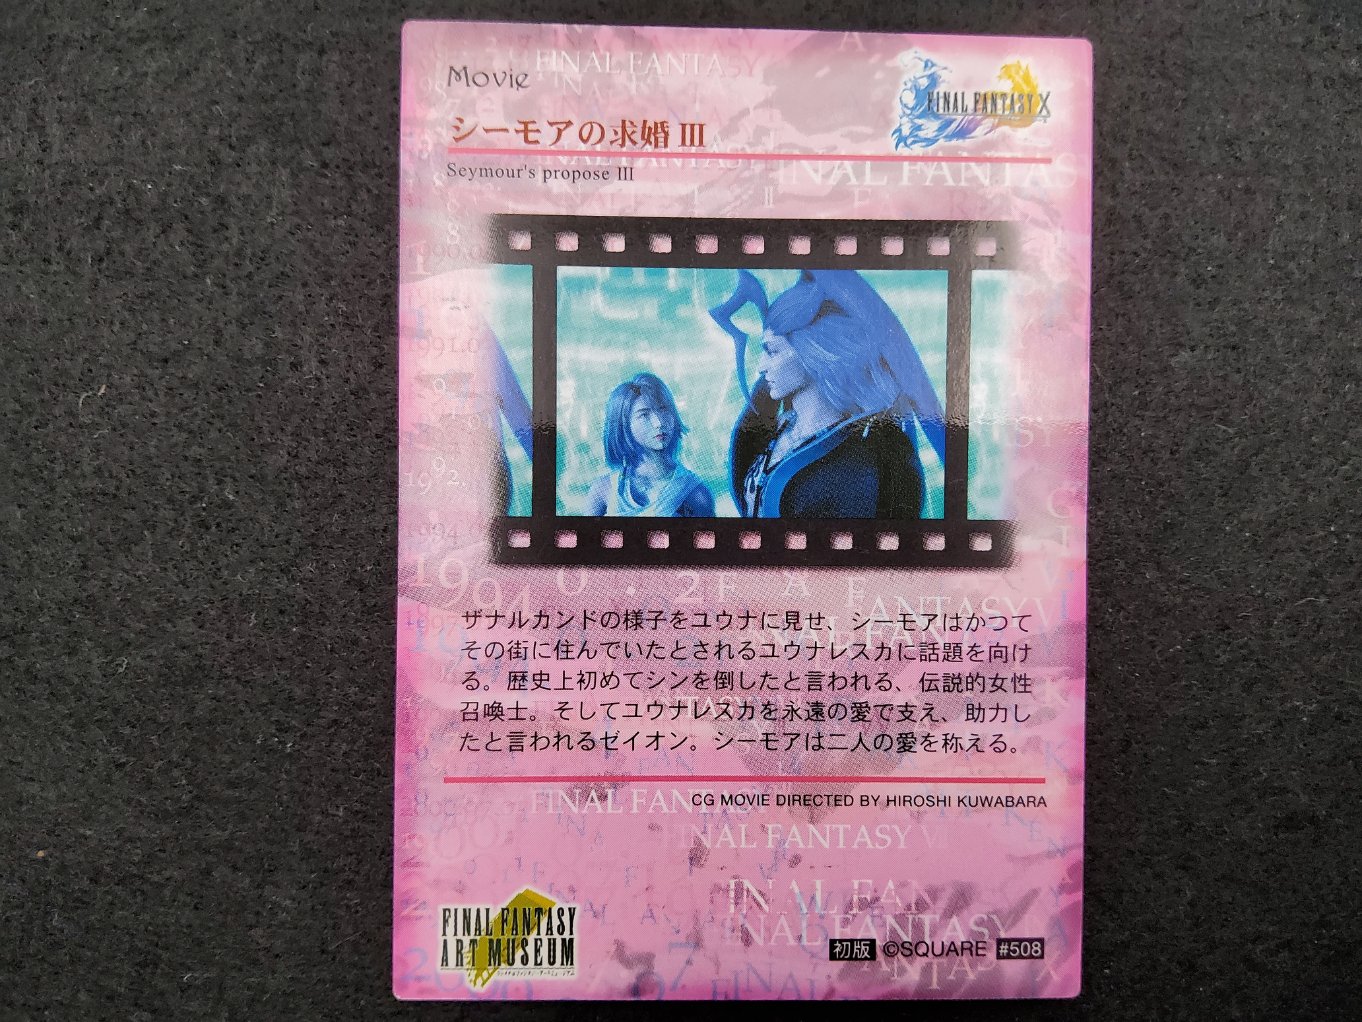 Movie
FINAL FANTASY X
シーモアの求婚 III
Seymour's propose III
ザナルカンドの様子をユウナに見せ、シーモアはかつて
その街に住んでいたとされるユウナレスカに話題を向け
る。歴史上初めてシンを倒したと言われる、伝説的女性
召喚士。そしてユウナレスカを永遠の愛で支え、助力し
たと言われるゼイオン。シーモアは二人の愛を称える。
CG MOVIE DIRECTED BY HIROSHI KUWABARA
FINAL FANTASY
ART MUSEUM
初版 ©SQUARE #508